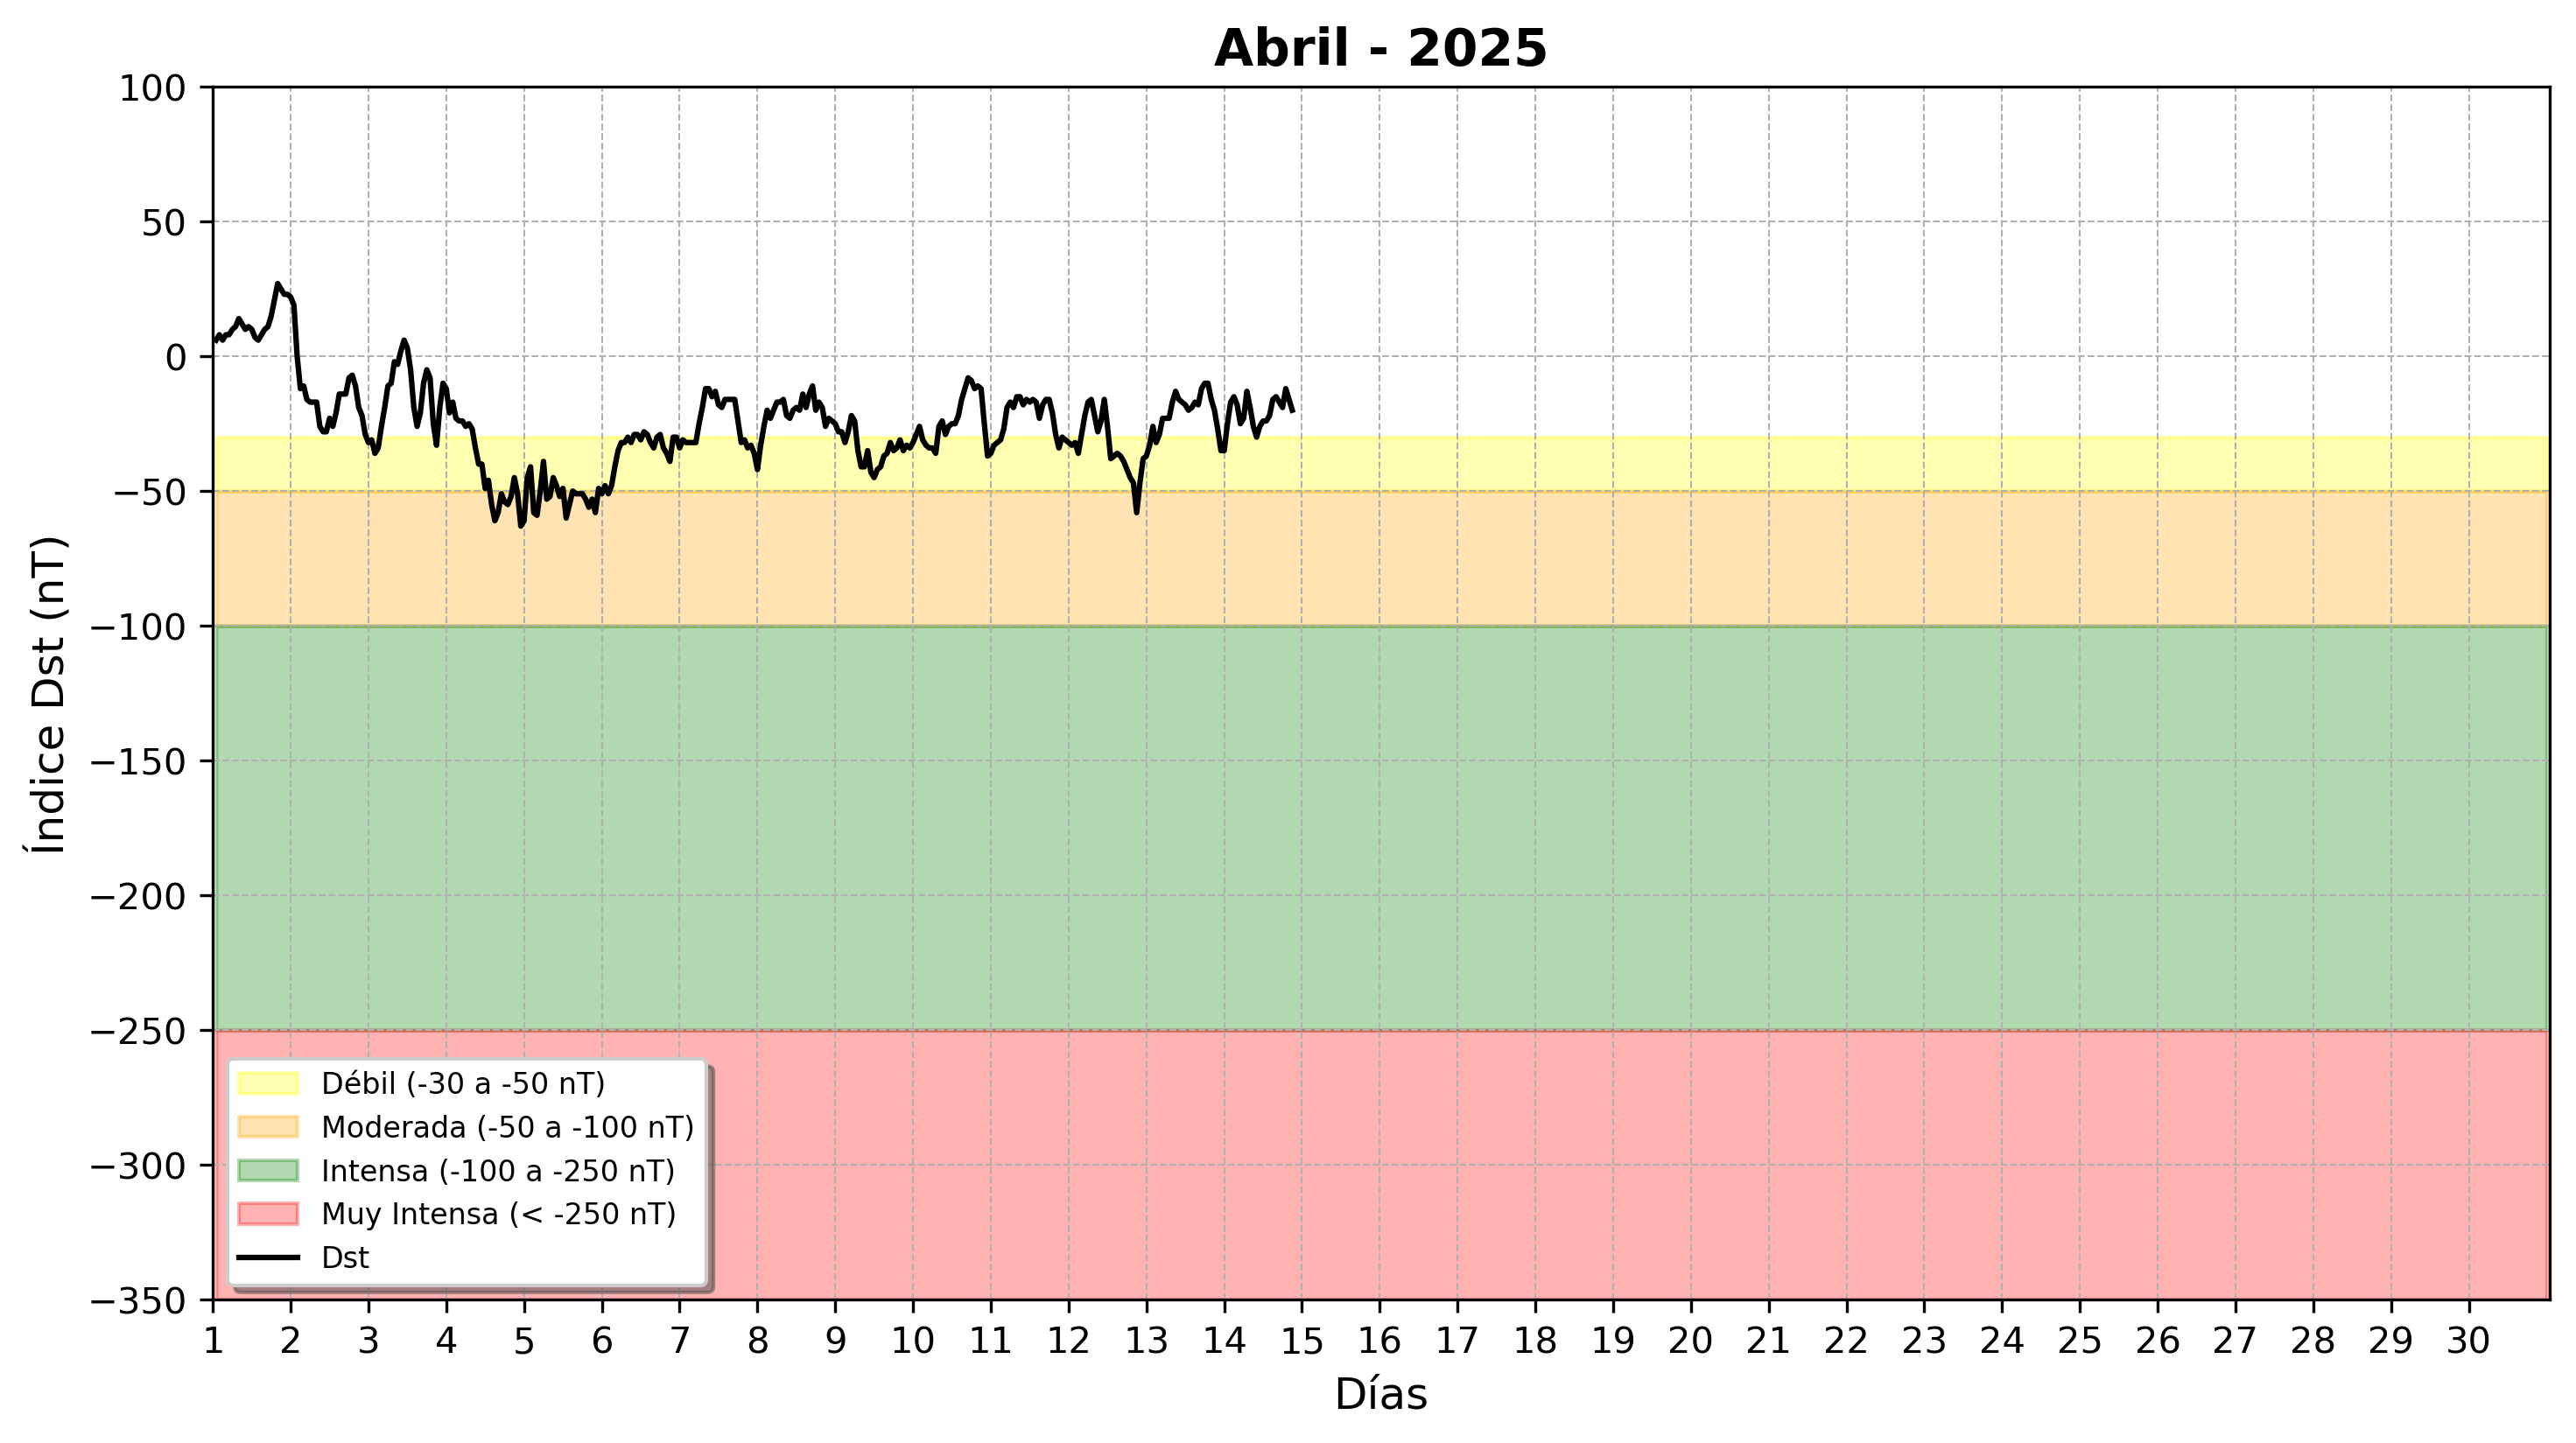 Abril - 2025
100
50
0
−50
−100
−150
−200
−250
−300
−350
Índice Dst (nT)
Débil (-30 a -50 nT)
Moderada (-50 a -100 nT)
Intensa (-100 a -250 nT)
Muy Intensa (< -250 nT)
Dst
1 2 3 4 5 6 7 8 9 10 11 12 13 14 15 16 17 18 19 20 21 22 23 24 25 26 27 28 29 30
Días